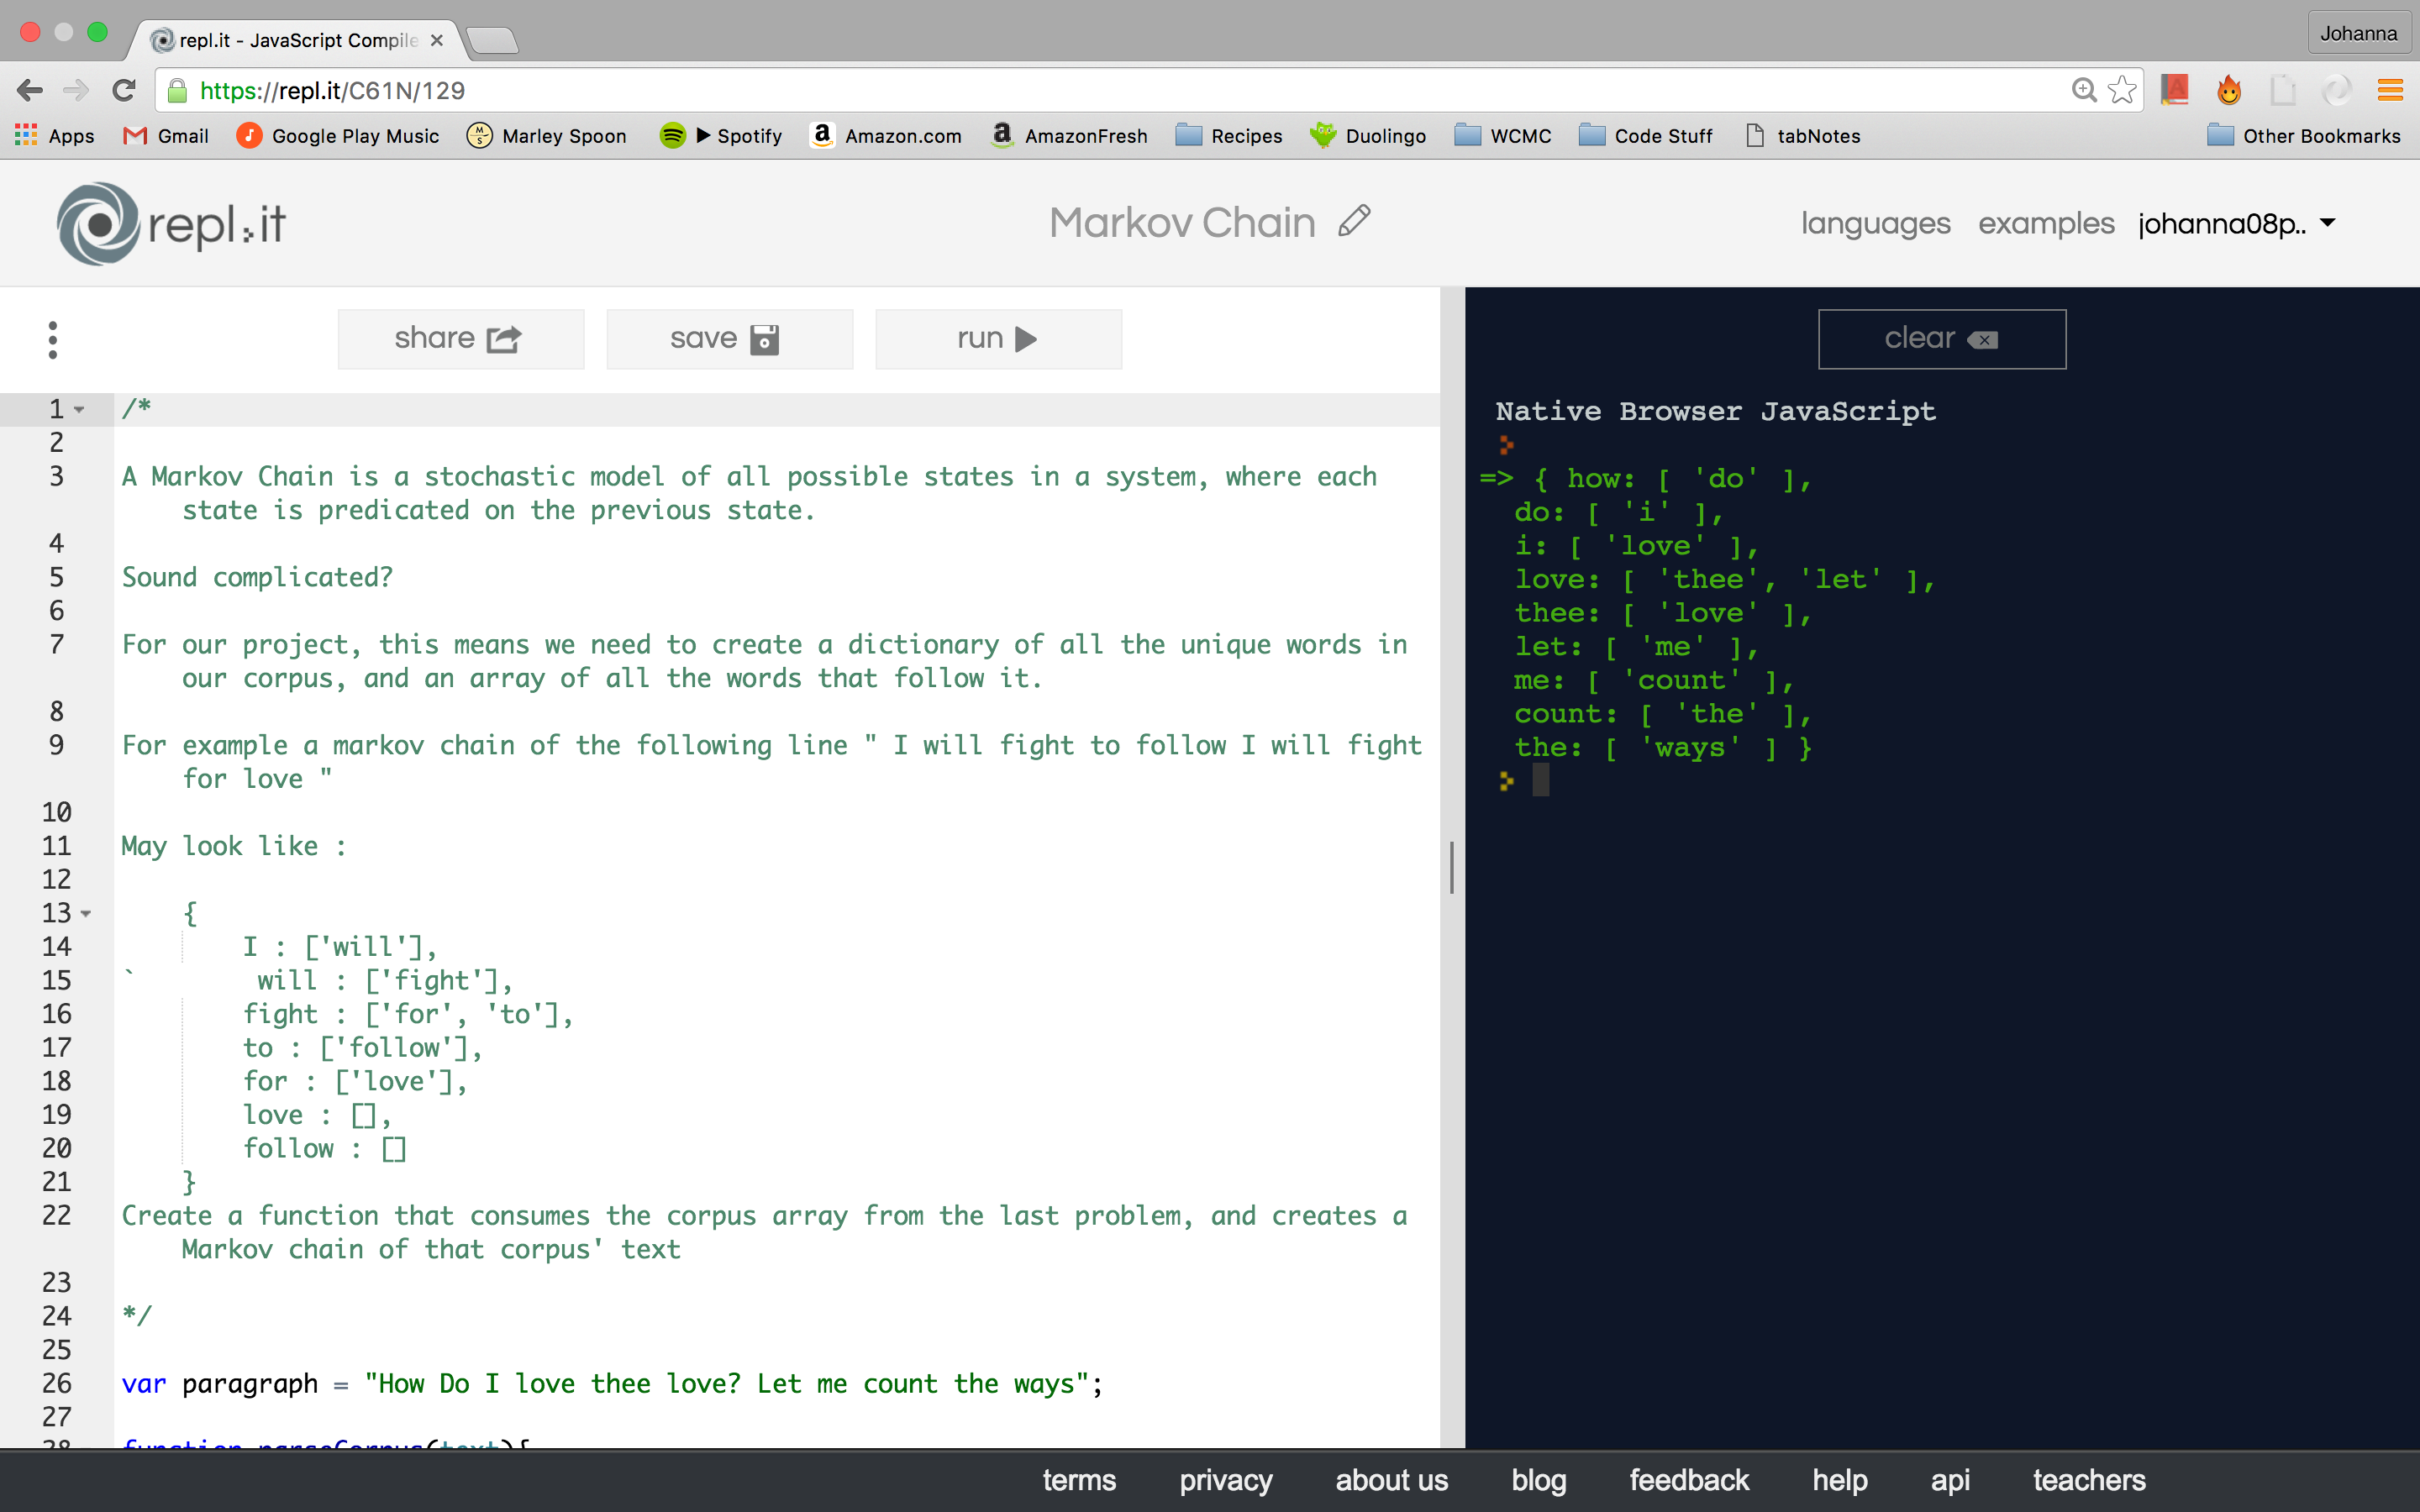 repl.it - JavaScript Compile
Johanna
https://repl.it/C61N/129
Apps Gmail Google Play Music Marley Spoon Spotify Amazon.com AmazonFresh Recipes Duolingo WCMC Code Stuff tabNotes Other Bookmarks
repl.it
Markov Chain
languages examples johanna08p..
share save run
clear
1 /*
2
3 A Markov Chain is a stochastic model of all possible states in a system, where each
state is predicated on the previous state.
4
5 Sound complicated?
6
7 For our project, this means we need to create a dictionary of all the unique words in
our corpus, and an array of all the words that follow it.
8
9 For example a markov chain of the following line " I will fight to follow I will fight
for love "
10
11 May look like :
12
13 {
14 I : ['will'],
15 ` will : ['fight'],
16 fight : ['for', 'to'],
17 to : ['follow'],
18 for : ['love'],
19 love : [],
20 follow : []
21 }
22 Create a function that consumes the corpus array from the last problem, and creates a
Markov chain of that corpus' text
23
24 */
25
26 var paragraph = "How Do I love thee love? Let me count the ways";
27
28 function parseCorpus(text){
Native Browser JavaScript
=> { how: [ 'do' ],
do: [ 'i' ],
i: [ 'love' ],
love: [ 'thee', 'let' ],
thee: [ 'love' ],
let: [ 'me' ],
me: [ 'count' ],
count: [ 'the' ],
the: [ 'ways' ] }
terms privacy about us blog feedback help api teachers